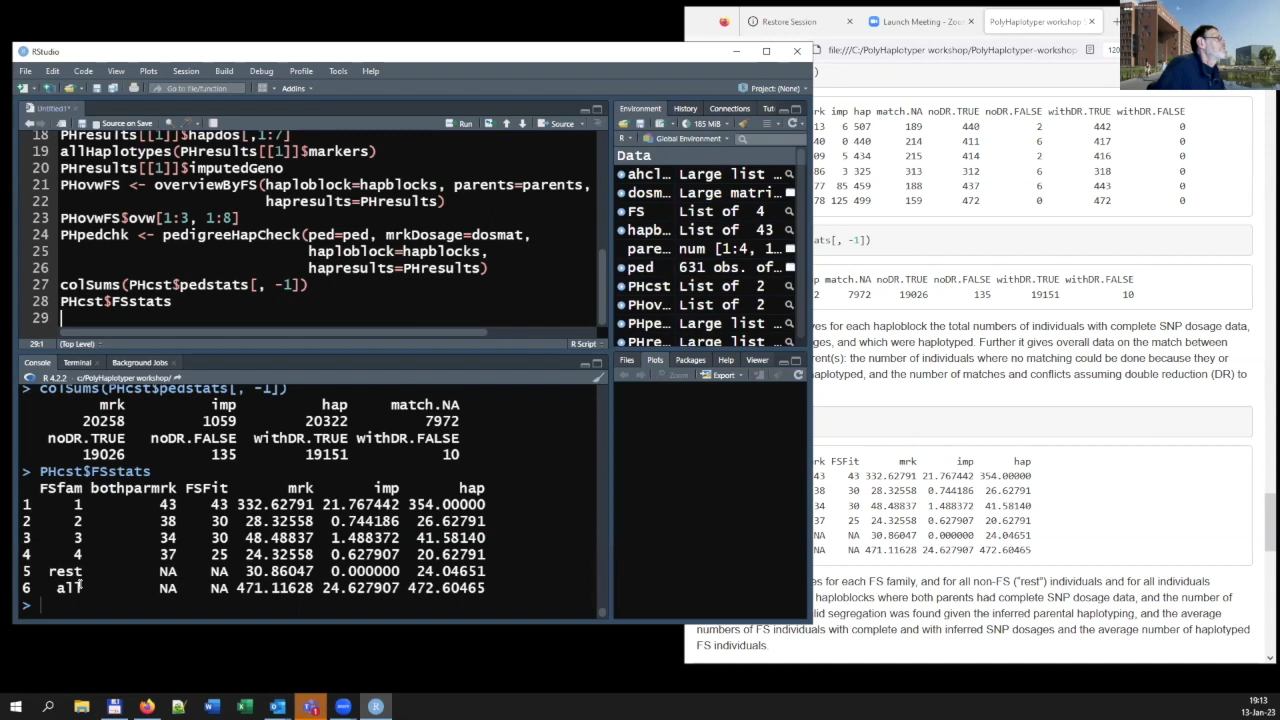 RStudio
File Edit Code View Plots Session Build Debug Profile Tools Help
Go to file/function
Addins
Project: (None)
Untitled1*
Source on Save
Run
Source
18 PHresults[[1]]$hapdos[,1:7]
19 allHaplotypes(PHresults[[1]]$markers)
20 PHresults[[1]]$imputedGeno
21 PHovwFS <- overviewByFS(haploblock=hapblocks, parents=parents,
22 hapresults=PHresults)
23 PHovwFS$ovw[1:3, 1:8]
24 PHpedchk <- pedigreeHapCheck(ped=ped, mrkDosage=dosmat,
25 haploblock=hapblocks,
26 hapresults=PHresults)
27 colSums(PHcst$pedstats[, -1])
28 PHcst$FSstats
29
29:1 (Top Level) R Script
Console Terminal Background Jobs
R 4.2.2 · c:/PolyHaplotyper workshop/
> colSums(PHcst$pedstats[, -1])
mrk imp hap match.NA
20258 1059 20322 7972
noDR.TRUE noDR.FALSE withDR.TRUE withDR.FALSE
19026 135 19151 10
> PHcst$FSstats
FSfam bothparmrk FSFit mrk imp hap
1 1 43 43 332.62791 21.767442 354.00000
2 2 38 30 28.32558 0.744186 26.62791
3 3 34 30 48.48837 1.488372 41.58140
4 4 37 25 24.32558 0.627907 20.62791
5 rest NA NA 30.86047 0.000000 24.04651
6 all NA NA 471.11628 24.627907 472.60465
>
Environment History Connections Tut
185 MiB
R Global Environment
Data
ahcl… Large list …
dosm… Large matri…
FS List of 4
hapb… List of 43
pare… num [1:4, 1…
ped 631 obs. of…
PHcst List of 2
PHov… List of 2
PHpe… Large list …
PHre… Large list …
Files Plots Packages Help Viewer
Zoom Export
Restore Session
Launch Meeting - Zoo
PolyHaplotyper workshop
file:///C:/PolyHaplotyper workshop/PolyHaplotyper-workshop
120
)
rk imp hap match.NA noDR.TRUE noDR.FALSE withDR.TRUE withDR.FALSE
13 6 507 189 440 2 442 0
40 0 440 214 411 6 417 0
09 5 434 215 414 2 416 0
86 3 325 313 312 6 318 0
77 85 459 188 437 6 443 0
78 125 499 159 472 0 472 0
ats[, -1])
p match.NA noDR.TRUE noDR.FALSE withDR.TRUE withDR.FALSE
2 7972 19026 135 19151 10
ves for each haploblock the total numbers of individuals with complete SNP dosage data,
ges, and which were haplotyped. Further it gives overall data on the match between
rent(s): the number of individuals where no matching could be done because they or
haplotyped, and the number of matches and conflicts assuming double reduction (DR) to
rk FSFit mrk imp hap
43 43 332.62791 21.767442 354.00000
38 30 28.32558 0.744186 26.62791
34 30 48.48837 1.488372 41.58140
37 25 24.32558 0.627907 20.62791
NA NA 30.86047 0.000000 24.04651
NA NA 471.11628 24.627907 472.60465
es for each FS family, and for all non-FS ("rest") individuals and for all individuals
haploblocks where both parents had complete SNP dosage data, and the number of
lid segregation was found given the inferred parental haplotyping, and the average
numbers of FS individuals with complete and with inferred SNP dosages and the average number of haplotyped
FS individuals.
19:13
13-Jan-23